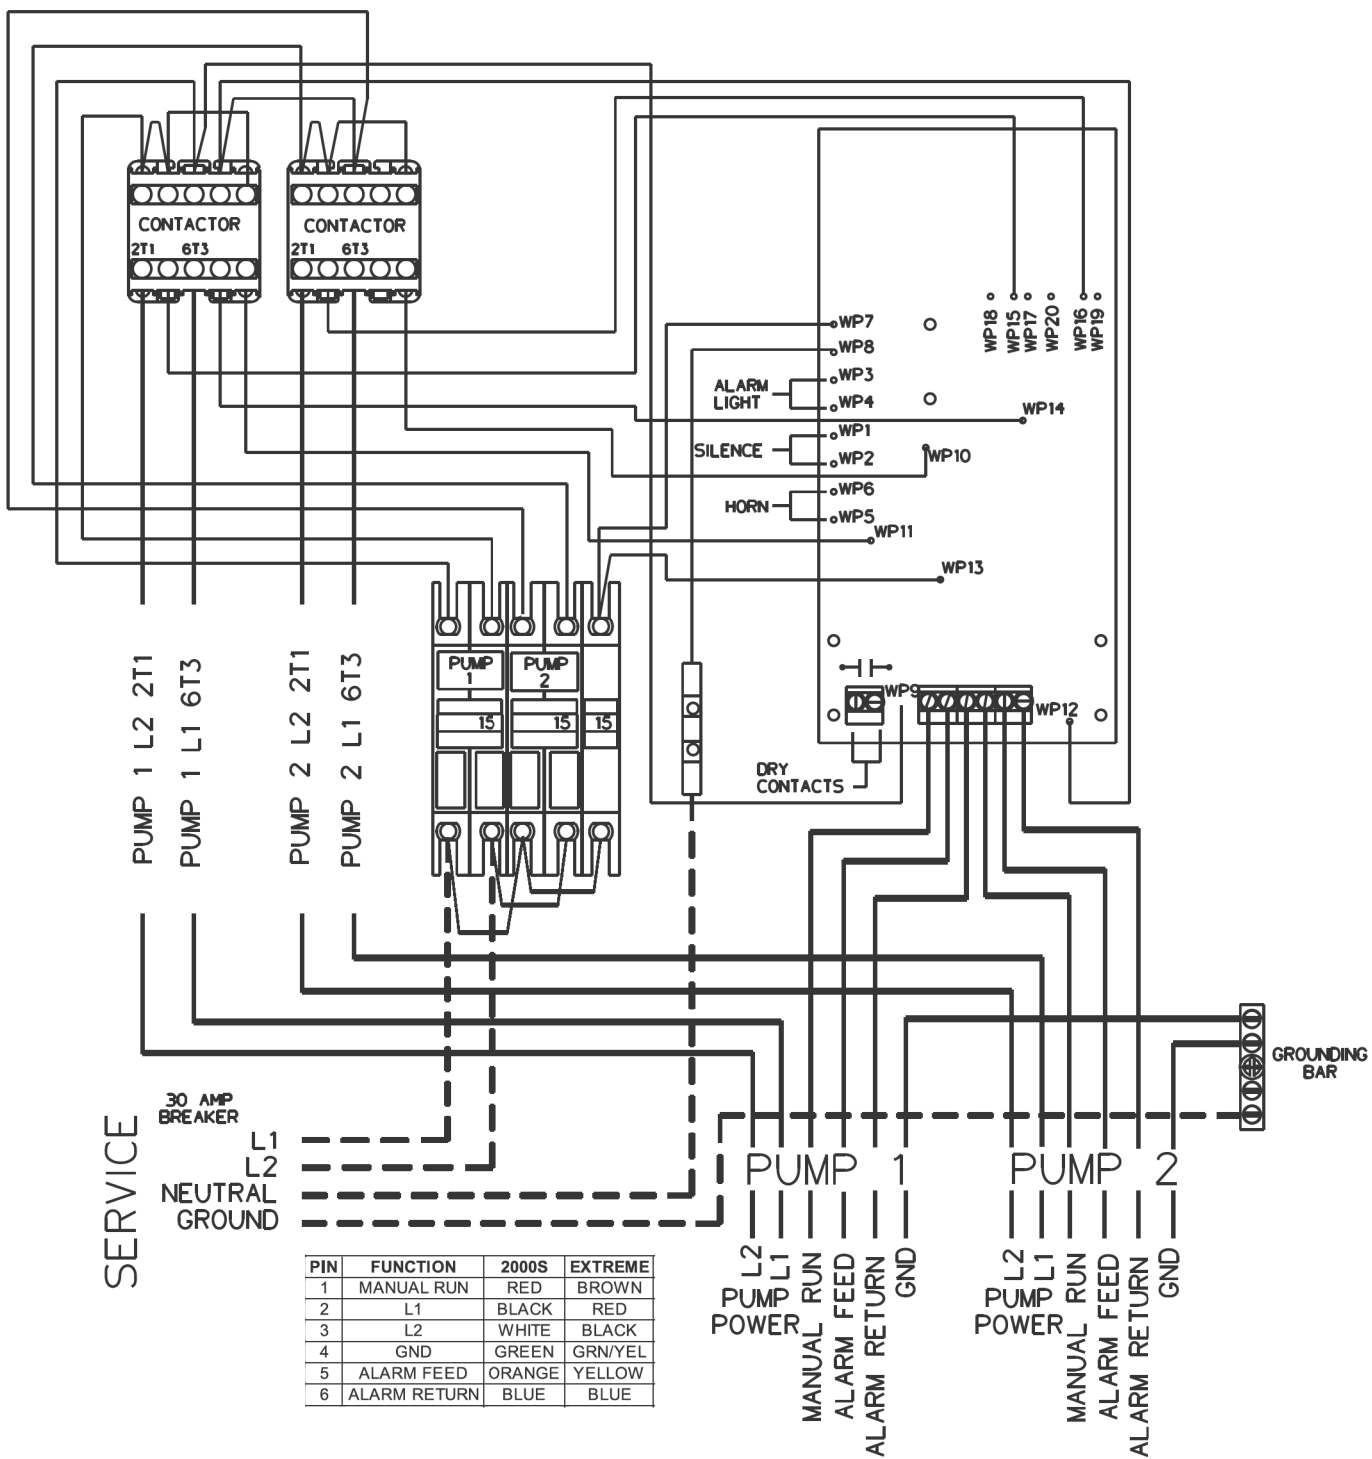 CONTACTOR
2T1 6T3
CONTACTOR
2T1 6T3
WP18
WP15
WP17
WP20
WP16
WP19
WP7
WP8
ALARM
LIGHT
WP3
WP4
WP14
SILENCE
WP1
WP2
WP10
HORN
WP6
WP5
WP11
WP13
PUMP 1 L2 2T1
PUMP 1 L1 6T3
PUMP 2 L2 2T1
PUMP 2 L1 6T3
PUMP
1
PUMP
2
15
15
15
WP9
WP12
DRY
CONTACTS
GROUNDING
BAR
SERVICE
30 AMP
BREAKER
L1
L2
NEUTRAL
GROUND
PUMP 1
PUMP 2
L2
L1
PUMP
POWER
MANUAL RUN
ALARM FEED
ALARM RETURN
GND
L2
L1
PUMP
POWER
MANUAL RUN
ALARM FEED
ALARM RETURN
GND
PIN FUNCTION 2000S EXTREME
1 MANUAL RUN RED BROWN
2 L1 BLACK RED
3 L2 WHITE BLACK
4 GND GREEN GRN/YEL
5 ALARM FEED ORANGE YELLOW
6 ALARM RETURN BLUE BLUE